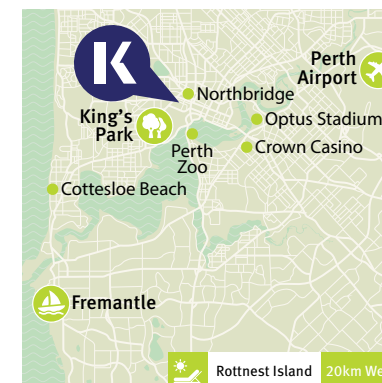 K
Perth
Airport
Northbridge
King's
Park
Optus Stadium
Perth
Zoo
Crown Casino
Cottesloe Beach
Fremantle
Rottnest Island 20km We